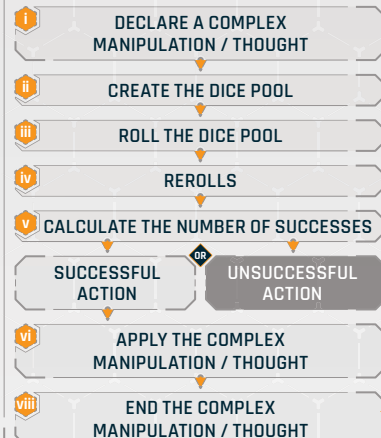 i
DECLARE A COMPLEX
MANIPULATION / THOUGHT
ii
CREATE THE DICE POOL
iii
ROLL THE DICE POOL
iv
REROLLS
v
CALCULATE THE NUMBER OF SUCCESSES
OR
SUCCESSFUL
ACTION
UNSUCCESSFUL
ACTION
vi
APPLY THE COMPLEX
MANIPULATION / THOUGHT
viii
END THE COMPLEX
MANIPULATION / THOUGHT